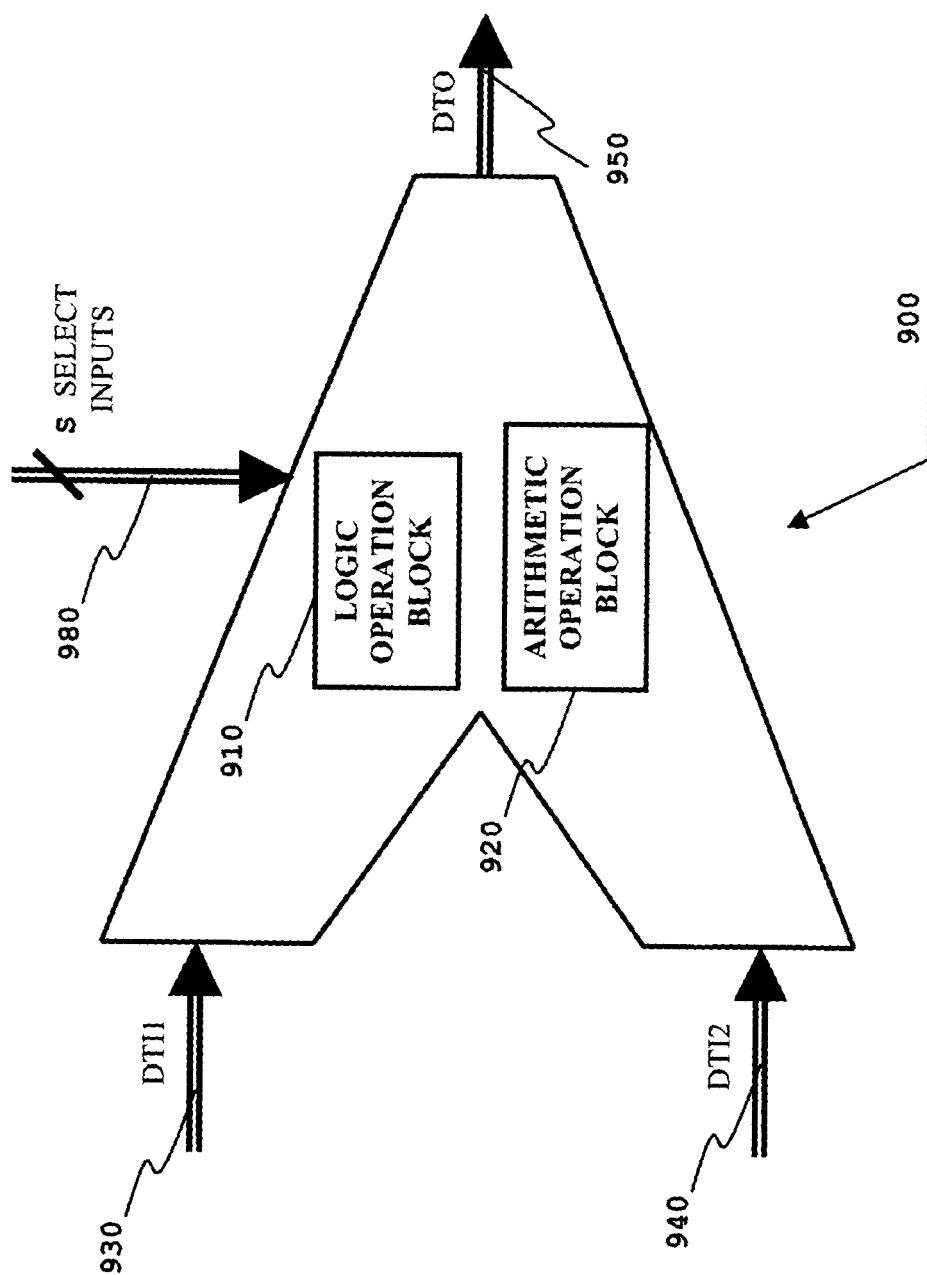 S SELECT
INPUTS
980
DTI1
930
910
LOGIC
OPERATION
BLOCK
DTO
950
920
ARITHMETIC
OPERATION
BLOCK
DTI2
940
900